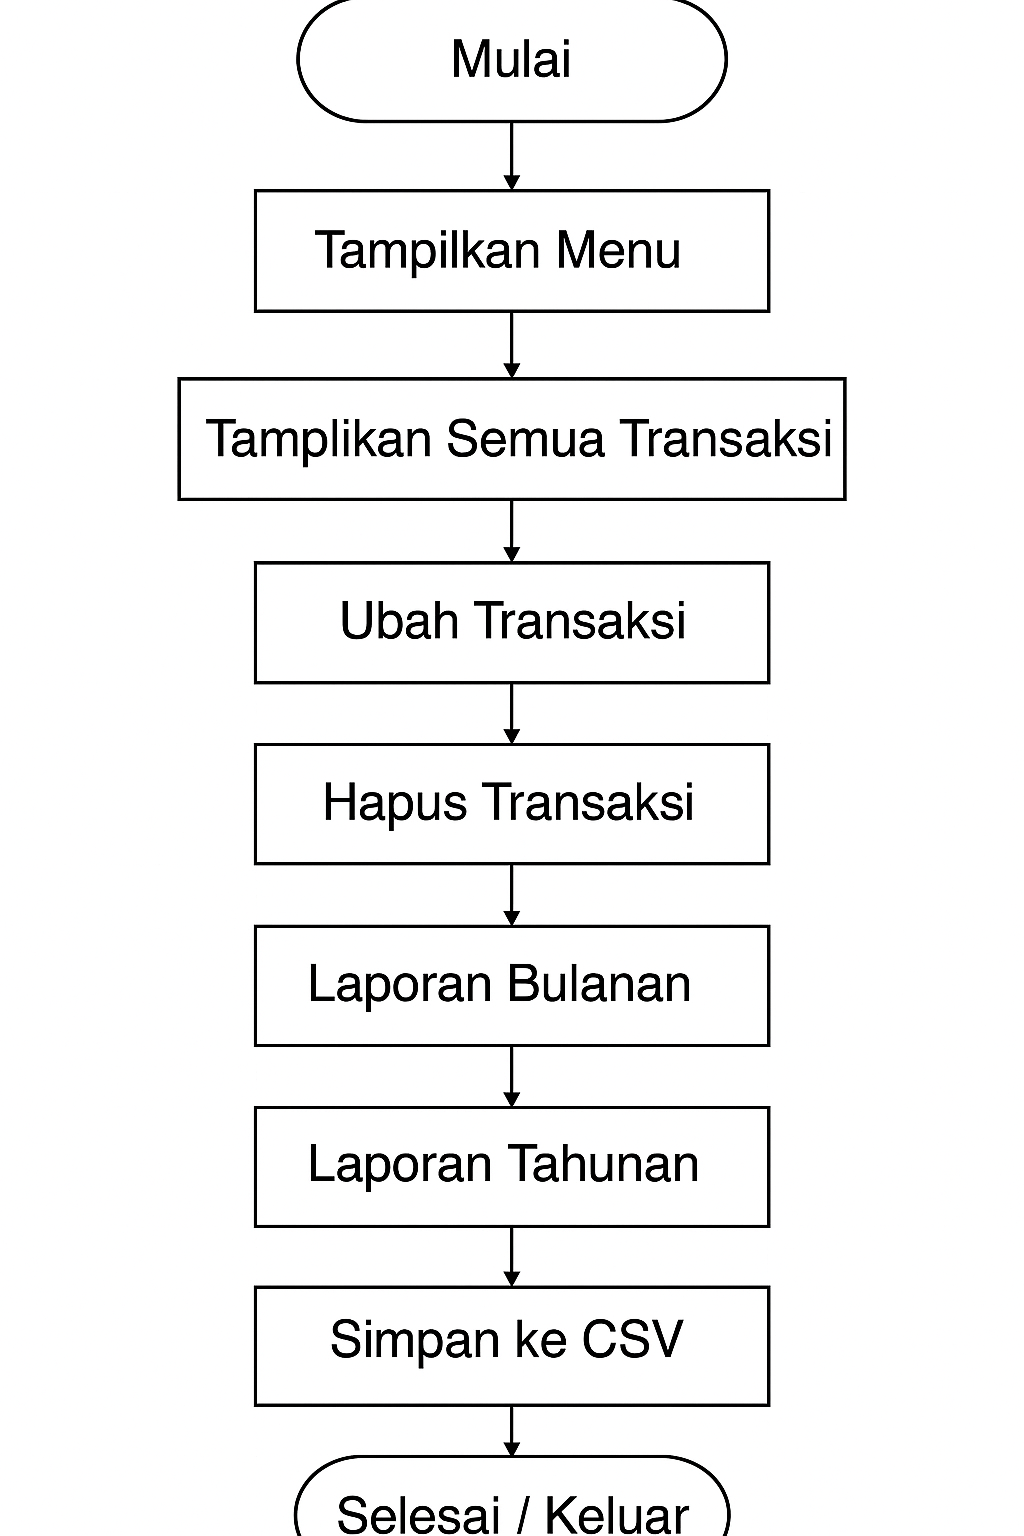 Mulai
Tampilkan Menu
Tamplikan Semua Transaksi
Ubah Transaksi
Hapus Transaksi
Laporan Bulanan
Laporan Tahunan
Simpan ke CSV
Selesai / Keluar